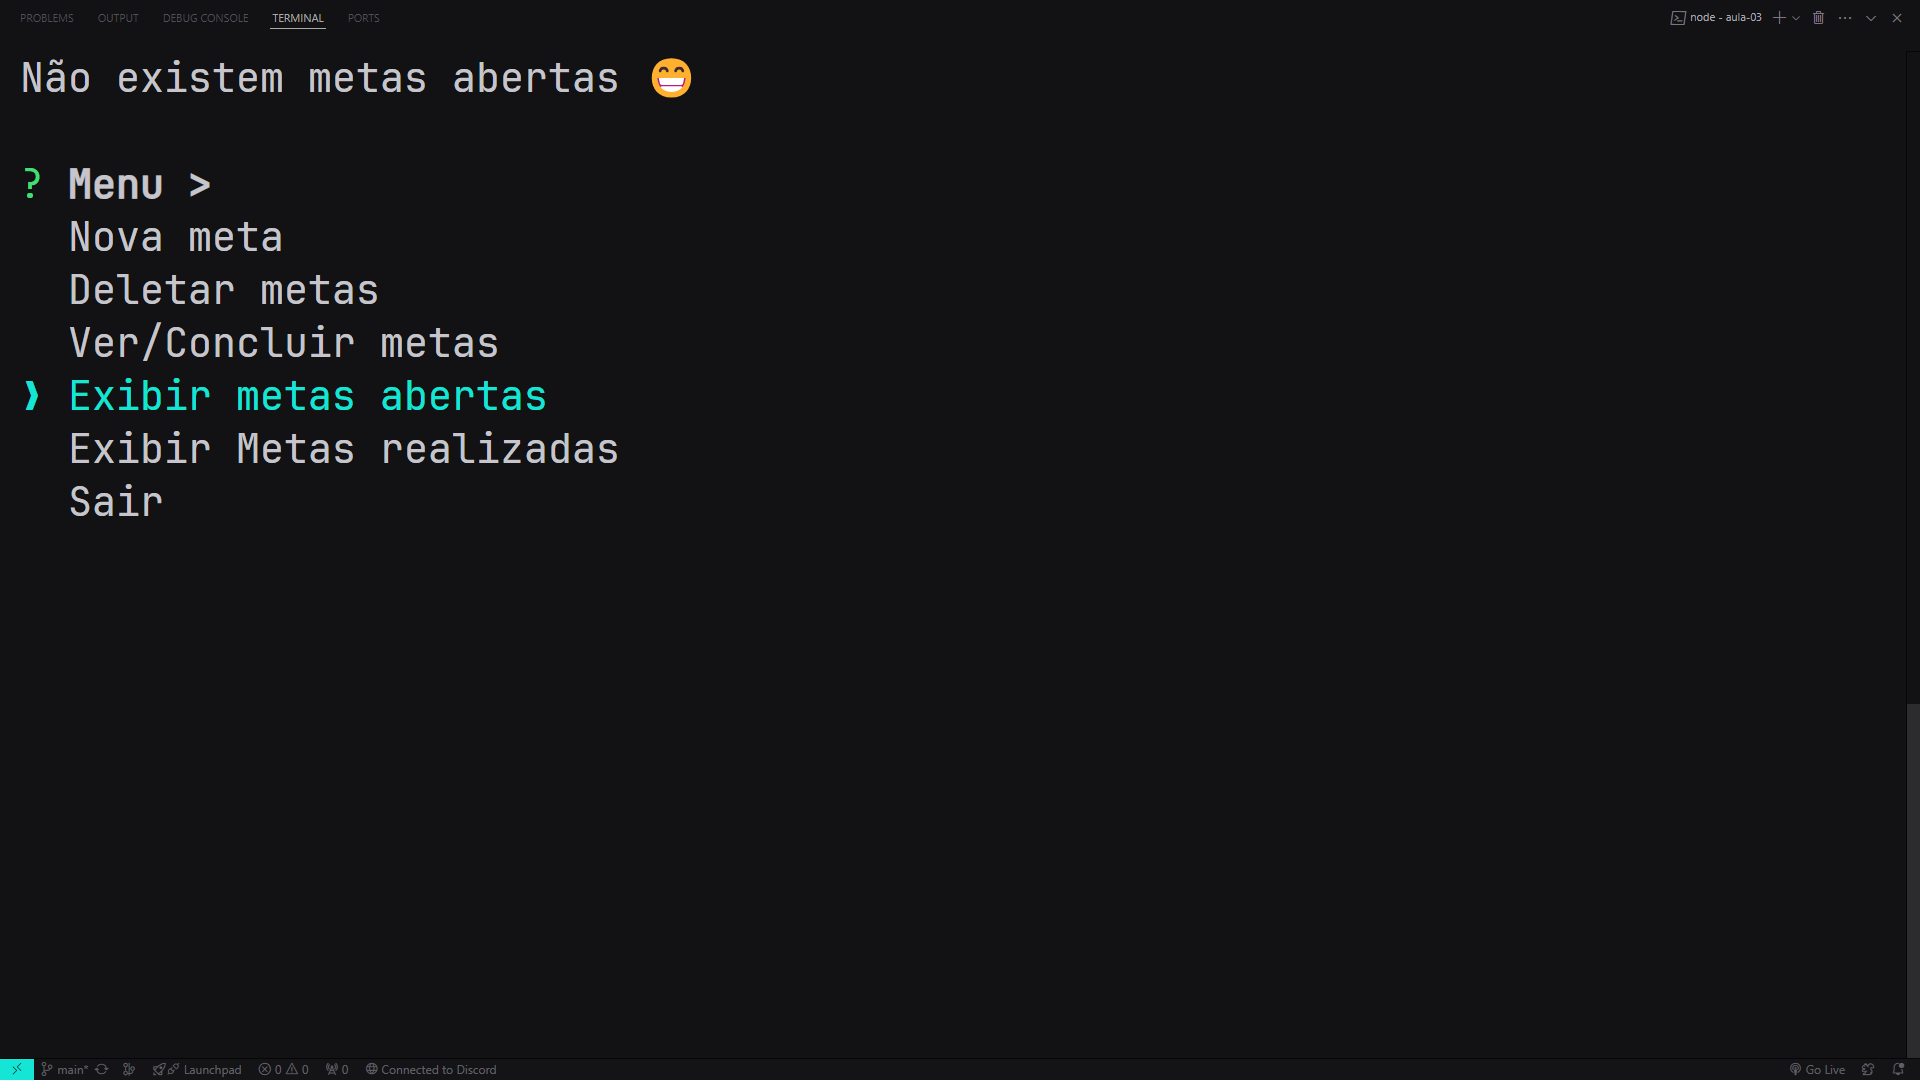 PROBLEMS OUTPUT DEBUG CONSOLE TERMINAL PORTS node - aula-03
Não existem metas abertas 😁
? Menu >
Nova meta
Deletar metas
Ver/Concluir metas
❯ Exibir metas abertas
Exibir Metas realizadas
Sair
main* Launchpad 0 0 0 Connected to Discord Go Live